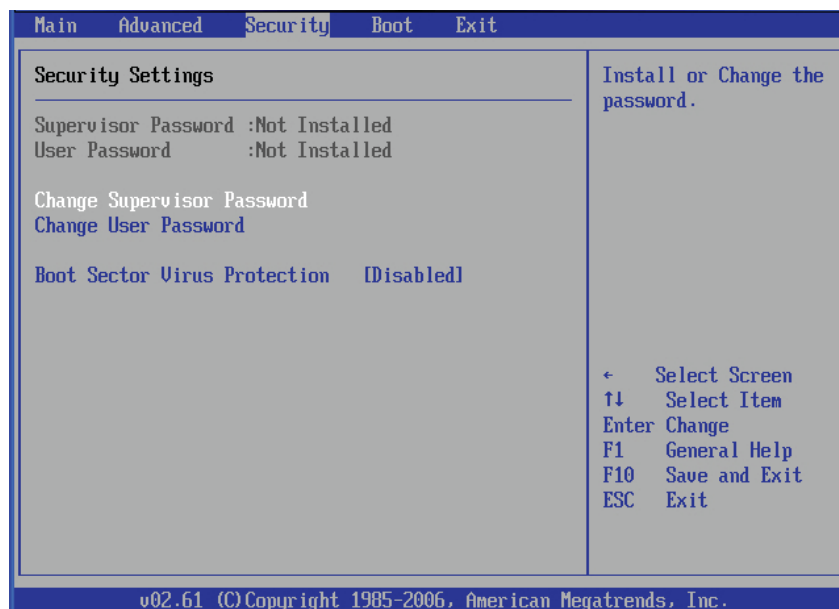 Main Advanced Security Boot Exit
Security Settings
Supervisor Password :Not Installed
User Password :Not Installed
Change Supervisor Password
Change User Password
Boot Sector Virus Protection [Disabled]
Install or Change the
password.
← Select Screen
↑↓ Select Item
Enter Change
F1 General Help
F10 Save and Exit
ESC Exit
v02.61 (C)Copyright 1985-2006, American Megatrends, Inc.